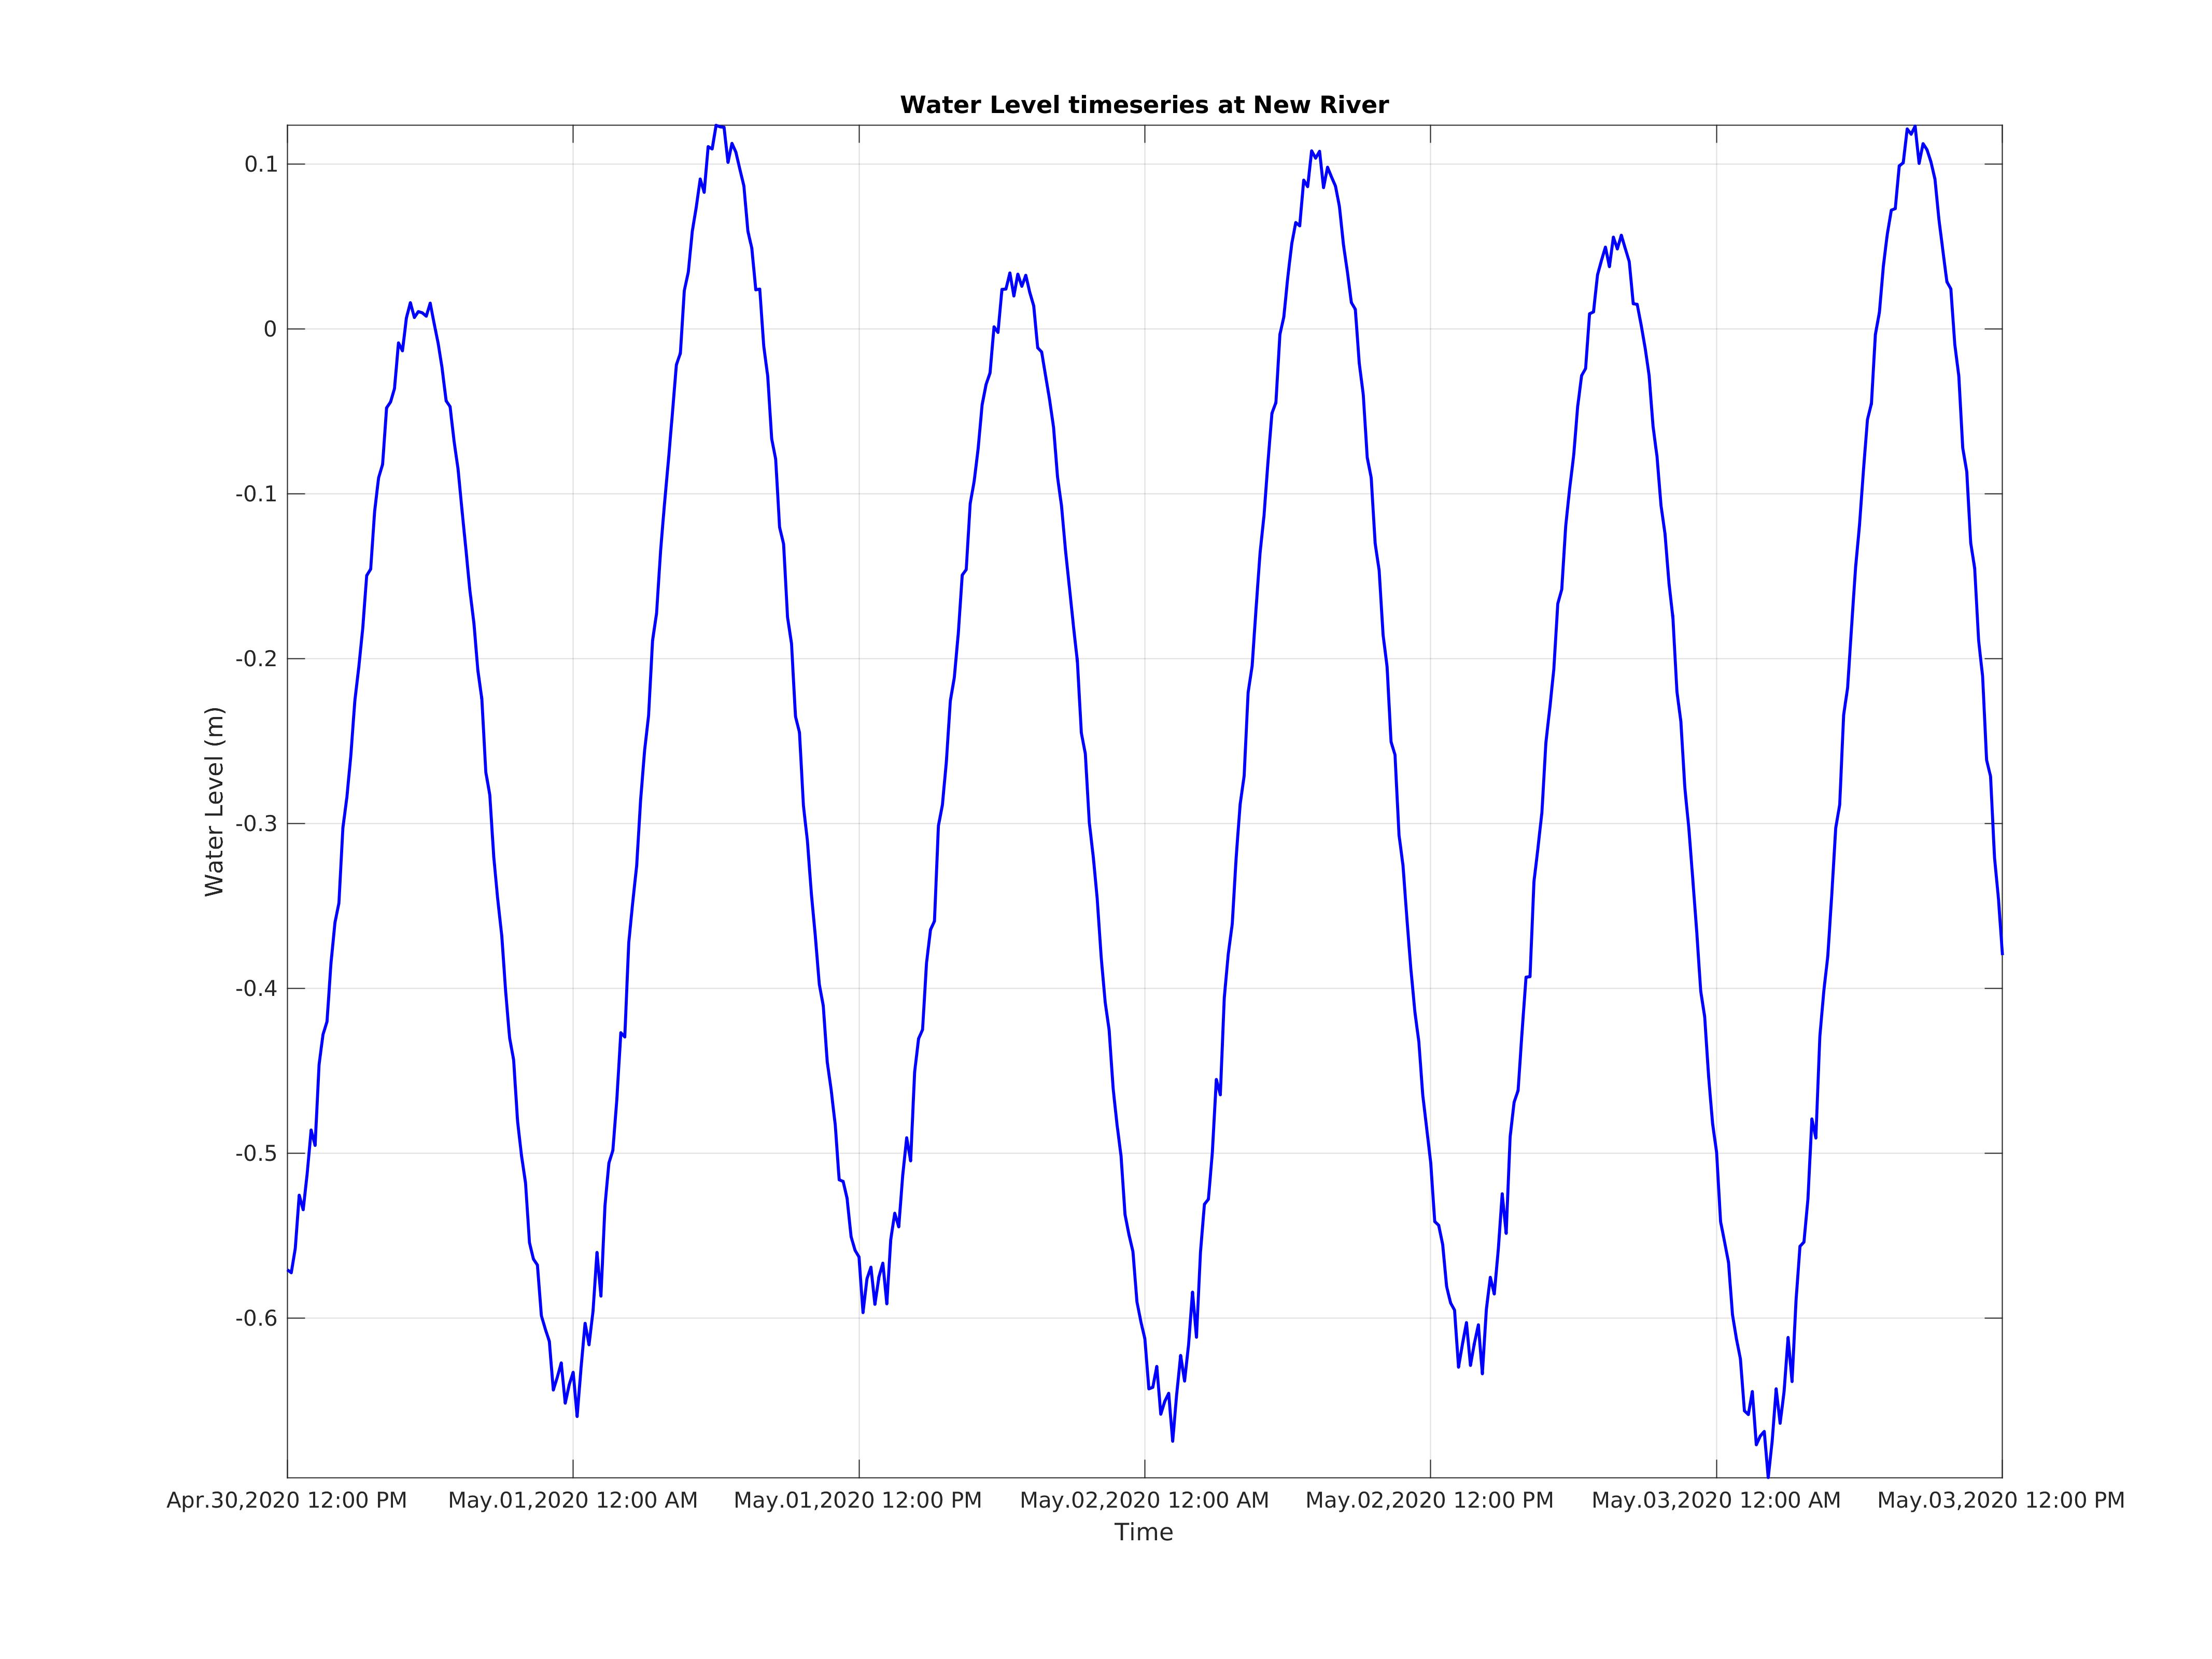 Water Level timeseries at New River
Water Level (m)
0.1
0
-0.1
-0.2
-0.3
-0.4
-0.5
-0.6
Apr.30,2020 12:00 PM
May.01,2020 12:00 AM
May.01,2020 12:00 PM
May.02,2020 12:00 AM
May.02,2020 12:00 PM
May.03,2020 12:00 AM
May.03,2020 12:00 PM
Time